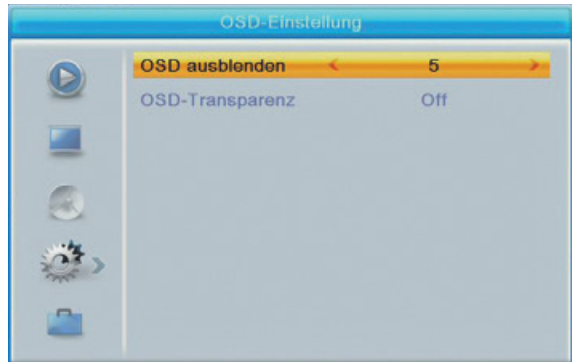 OSD-Einstellung
OSD ausblenden < 5 >
OSD-Transparenz Off